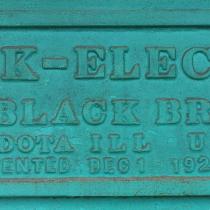 K-ELEC
BLACK BR
DOTA ILL U
ENTED DEC 1 192